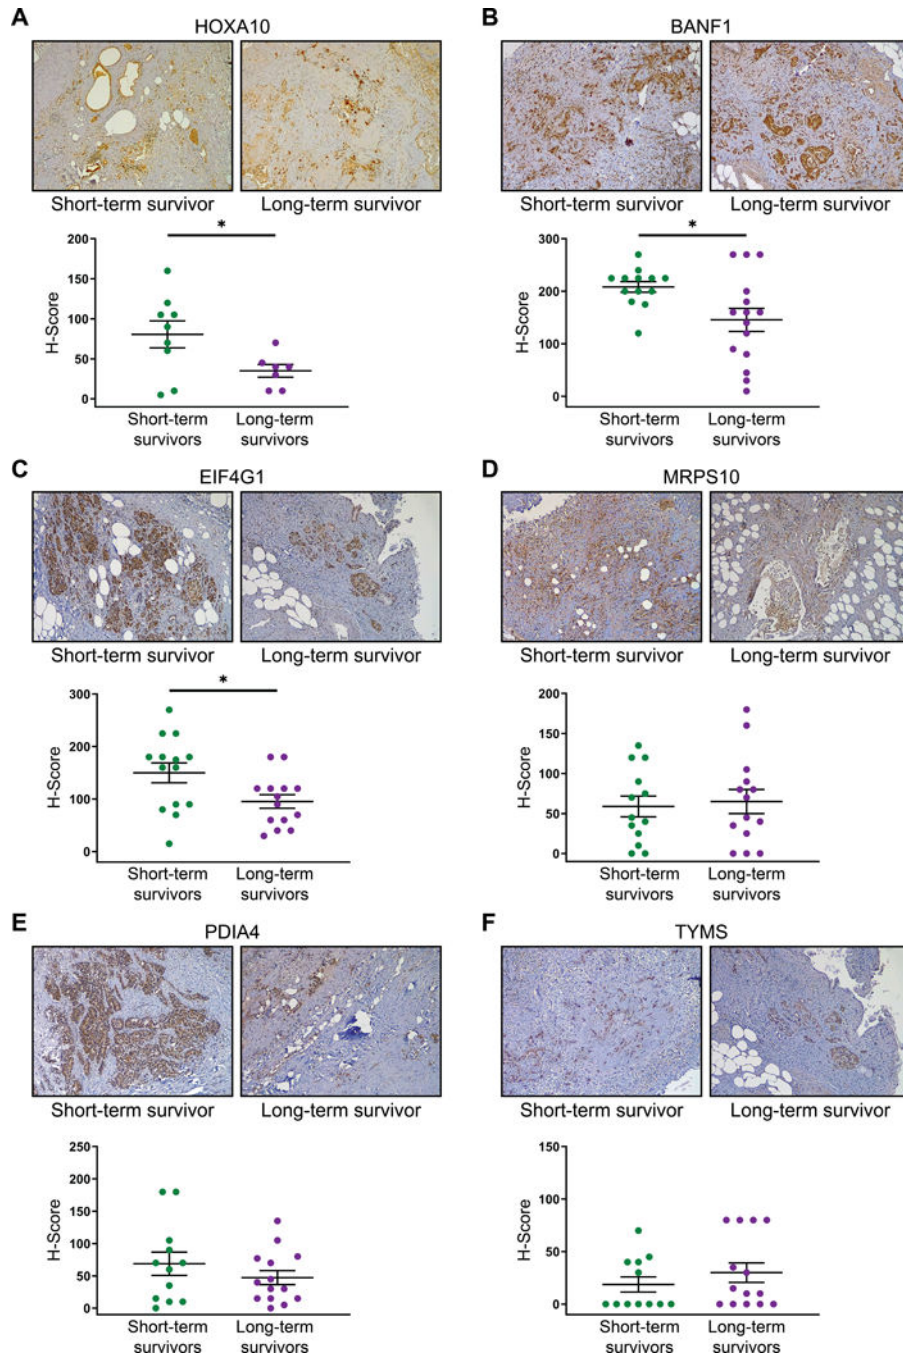 A
HOXA10
Short-term survivor
Long-term survivor
*
H-Score
200
150
100
50
0
Short-term
survivors
Long-term
survivors
B
BANF1
Short-term survivor
Long-term survivor
*
H-Score
300
200
100
0
Short-term
survivors
Long-term
survivors
C
EIF4G1
Short-term survivor
Long-term survivor
*
H-Score
300
200
100
0
Short-term
survivors
Long-term
survivors
D
MRPS10
Short-term survivor
Long-term survivor
H-Score
200
150
100
50
0
Short-term
survivors
Long-term
survivors
E
PDIA4
Short-term survivor
Long-term survivor
H-Score
250
200
150
100
50
0
Short-term
survivors
Long-term
survivors
F
TYMS
Short-term survivor
Long-term survivor
H-Score
150
100
50
0
Short-term
survivors
Long-term
survivors